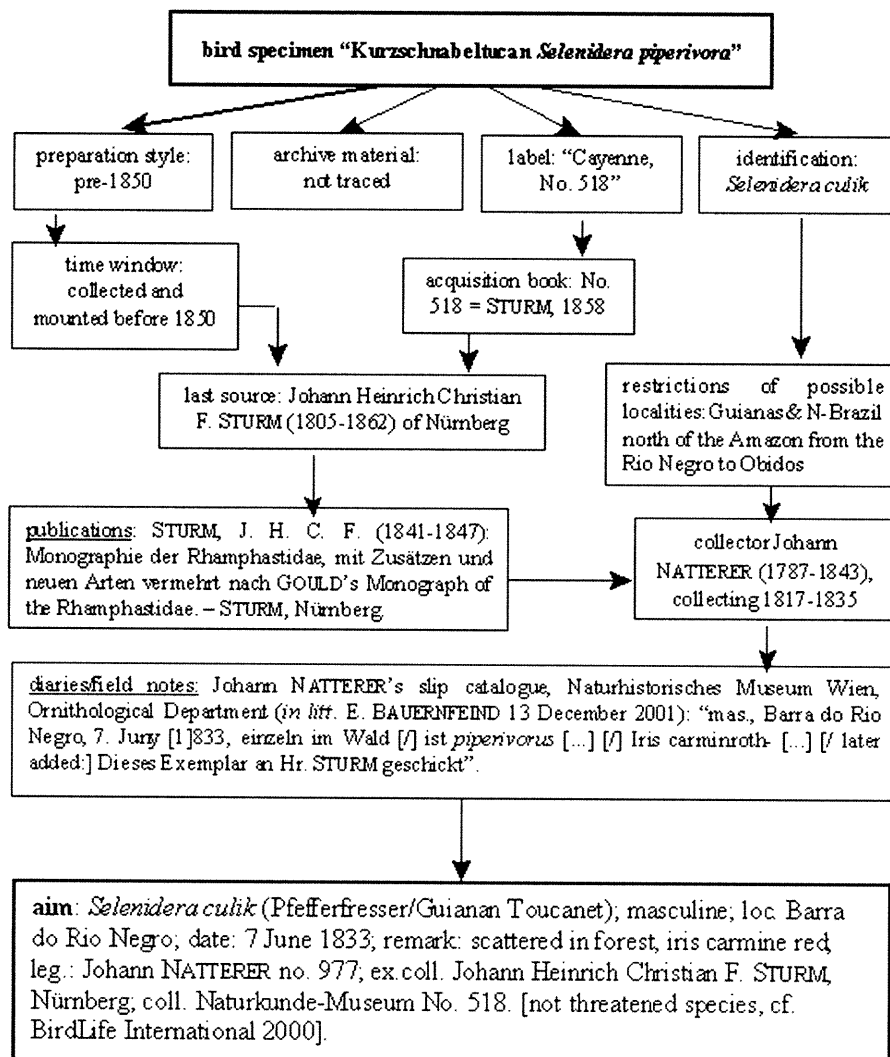 bird specimen “Kurzschnabeltucan Selenidera piperivora”
preparation style:
pre-1850
archive material:
not traced
label: “Cayenne,
No. 518”
identification:
Selenidera culik
time window:
collected and
mounted before 1850
acquisition book: No.
518 = STURM, 1858
last source: Johann Heinrich Christian
F. STURM (1805-1862) of Nürnberg
restrictions of possible
localities: Guianas & N-Brazil
north of the Amazon from the
Rio Negro to Obidos
publications: STURM, J. H. C. F. (1841-1847):
Monographie der Rhamphastidae, mit Zusätzen und
neuen Arten vermehrt nach GOULD’s Monograph of
the Rhamphastidae. – STURM, Nürnberg.
collector Johann
NATTERER (1787-1843),
collecting 1817-1835
diaries/field notes: Johann NATTERER’s slip catalogue, Naturhistorisches Museum Wien,
Ornithological Department (in litt. E. BAUERNFEIND 13 December 2001): “mas., Barra do Rio
Negro, 7. Juny [1]833, einzeln im Wald [/] ist piperivorus [...] [/] Iris carminroth- [...] [/ later
added:] Dieses Exemplar an Hr. STURM geschickt”.
aim: Selenidera culik (Pfefferfresser/Guianan Toucanet); masculine; loc. Barra
do Rio Negro; date: 7 June 1833; remark: scattered in forest, iris carmine red,
leg.: Johann NATTERER no. 977; ex.coll. Johann Heinrich Christian F. STURM,
Nürnberg; coll. Naturkunde-Museum No. 518. [not threatened species, cf.
BirdLife International 2000].